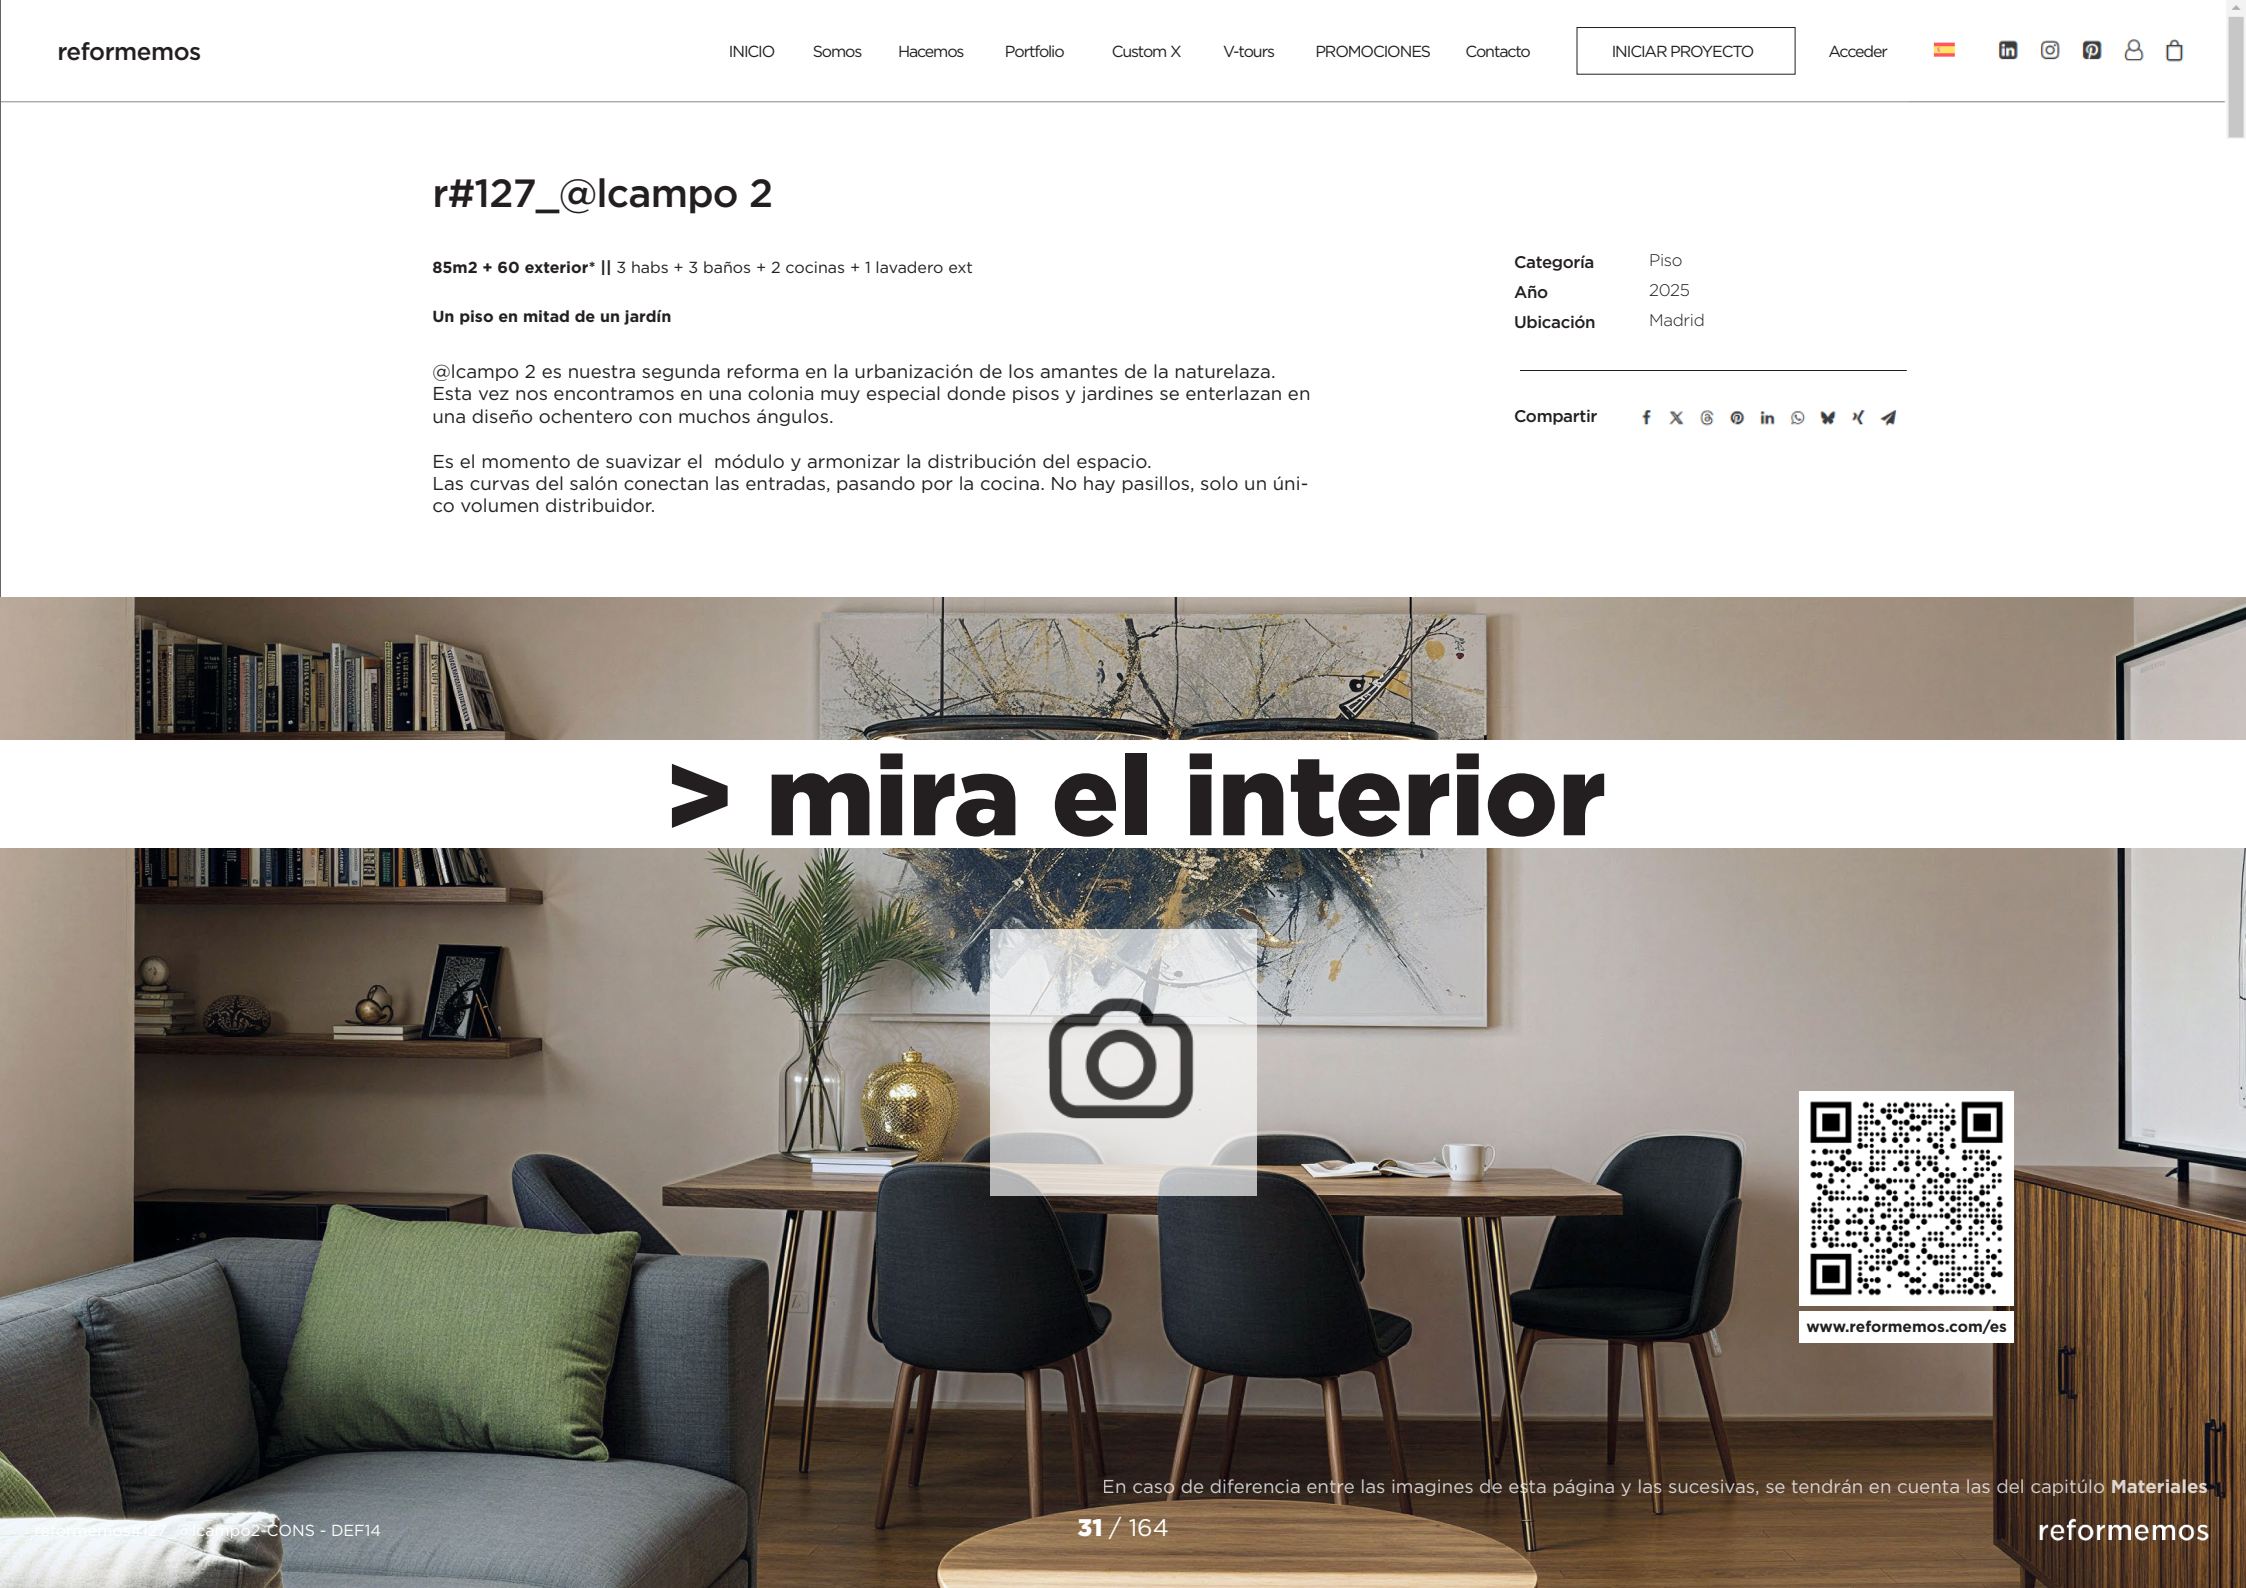 reformemos
INICIO Somos Hacemos Portfolio Custom X V-tours PROMOCIONES Contacto INICIAR PROYECTO Acceder
r#127_@lcampo 2
85m2 + 60 exterior* || 3 habs + 3 baños + 2 cocinas + 1 lavadero ext
Un piso en mitad de un jardín
@lcampo 2 es nuestra segunda reforma en la urbanización de los amantes de la naturelaza.
Esta vez nos encontramos en una colonia muy especial donde pisos y jardines se enterlazan en
una diseño ochentero con muchos ángulos.
Es el momento de suavizar el  módulo y armonizar la distribución del espacio.
Las curvas del salón conectan las entradas, pasando por la cocina. No hay pasillos, solo un úni-
co volumen distribuidor.
Categoría Piso
Año 2025
Ubicación Madrid
Compartir
> mira el interior
www.reformemos.com/es
En caso de diferencia entre las imagines de esta página y las sucesivas, se tendrán en cuenta las del capitúlo Materiales
reformemos#127_@lcampo2-CONS - DEF14
31 / 164
reformemos